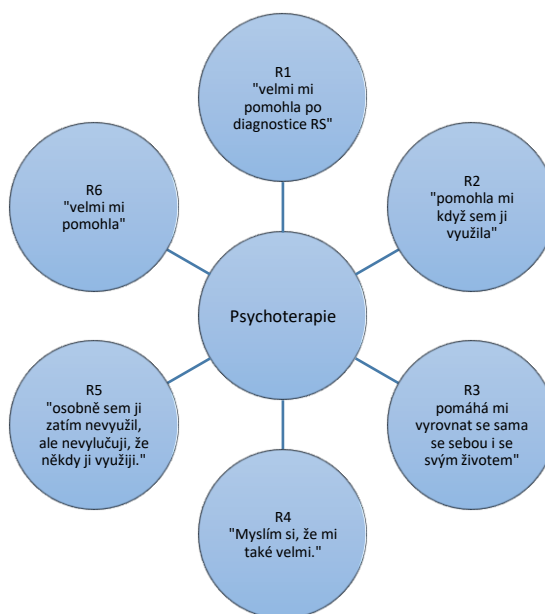 R1
"velmi mi
pomohla po
diagnostice RS"
R6
"velmi mi
pomohla"
R2
"pomohla mi
když sem ji
využila"
Psychoterapie
R5
"osobně sem ji
zatím nevyužil,
ale nevylučuji, že
někdy ji využiji."
R3
pomáhá mi
vyrovnat se sama
se sebou i se
svým životem"
R4
"Myslím si, že mi
také velmi."